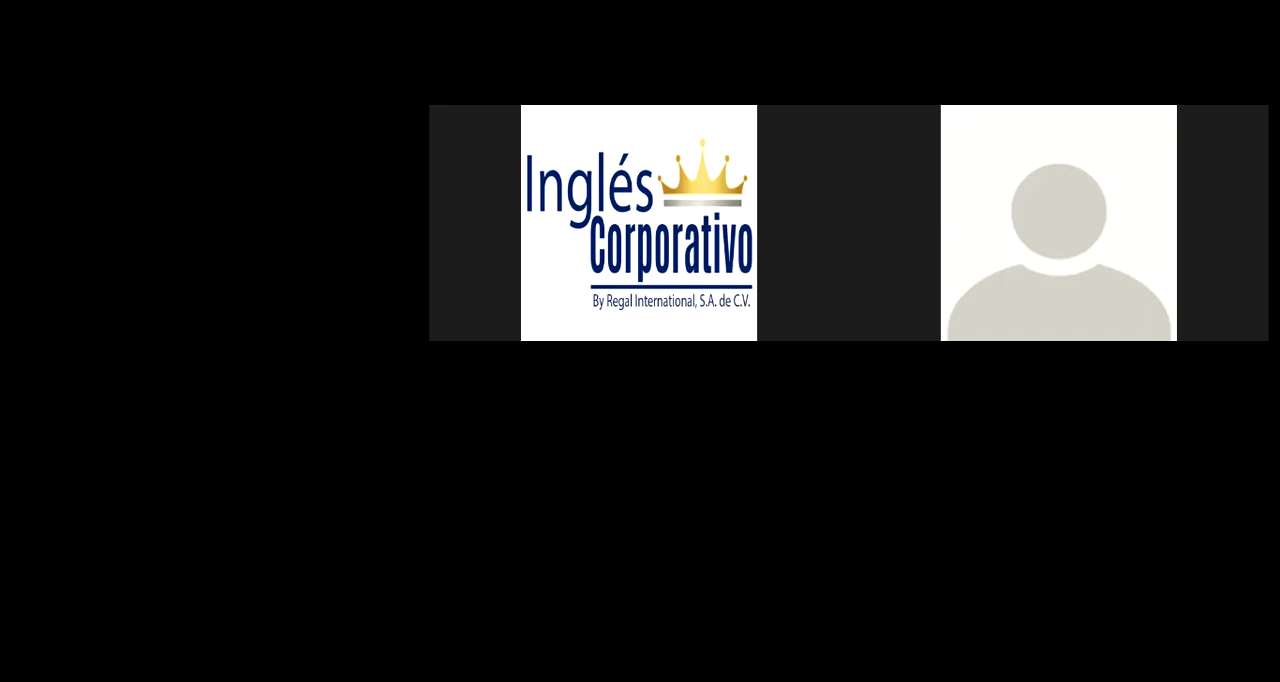 Inglés
Corporativo
By Regal International, S.A. de C.V.